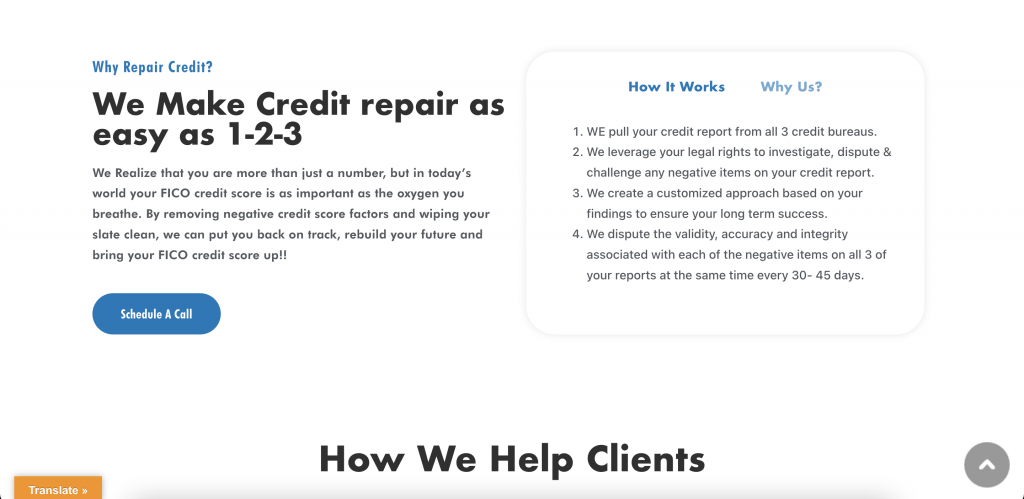 Why Repair Credit?
We Make Credit repair as
easy as 1-2-3
We Realize that you are more than just a number, but in today's
world your FICO credit score is as important as the oxygen you
breathe. By removing negative credit score factors and wiping your
slate clean, we can put you back on track, rebuild your future and
bring your FICO credit score up!!
Schedule A Call
How It Works Why Us?
1. WE pull your credit report from all 3 credit bureaus.
2. We leverage your legal rights to investigate, dispute &
challenge any negative items on your credit report.
3. We create a customized approach based on your
findings to ensure your long term success.
4. We dispute the validity, accuracy and integrity
associated with each of the negative items on all 3 of
your reports at the same time every 30- 45 days.
How We Help Clients
Translate »